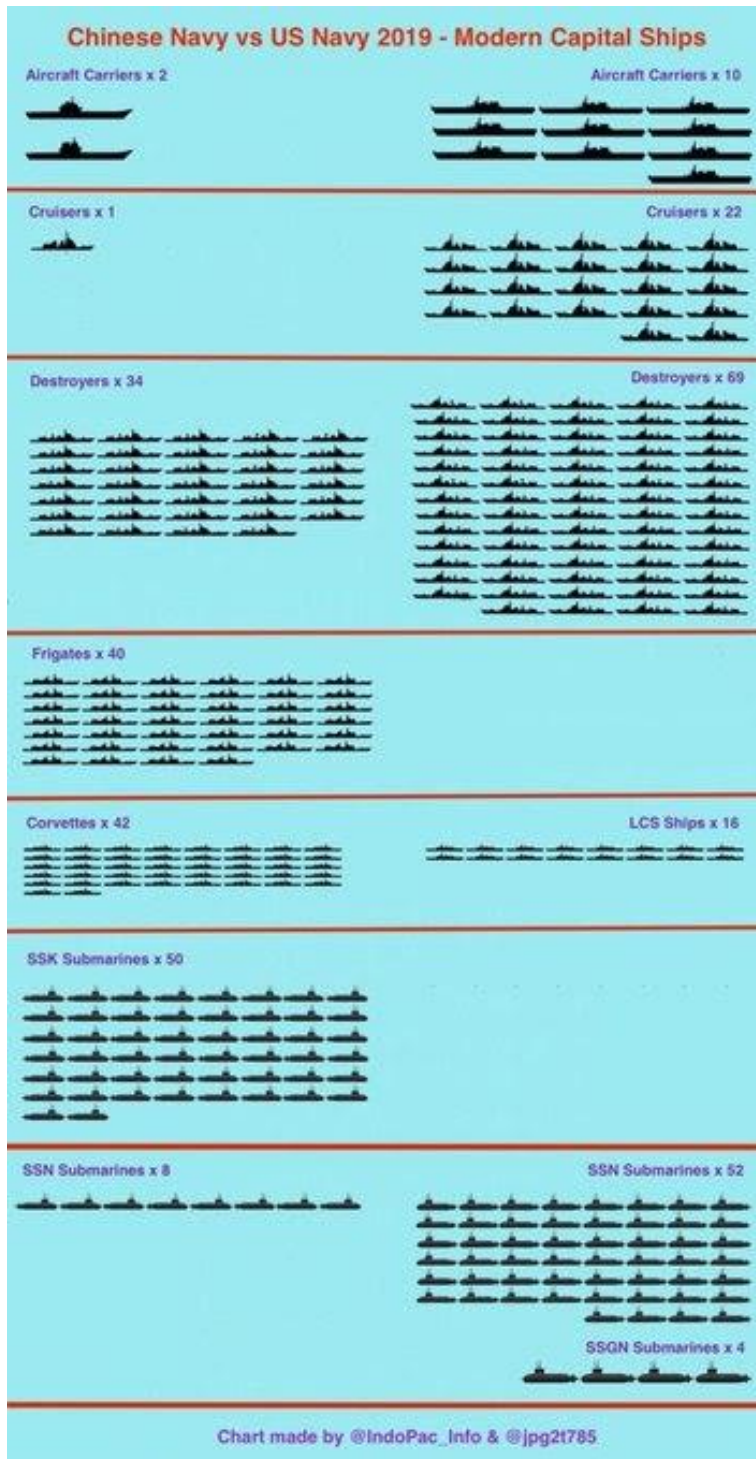 Chinese Navy vs US Navy 2019 - Modern Capital Ships
Aircraft Carriers x 2
Aircraft Carriers x 10
Cruisers x 1
Cruisers x 22
Destroyers x 34
Destroyers x 69
Frigates x 40
Corvettes x 42
LCS Ships x 16
SSK Submarines x 50
SSN Submarines x 8
SSN Submarines x 52
SSGN Submarines x 4
Chart made by @IndoPac_Info & @jpg2t785